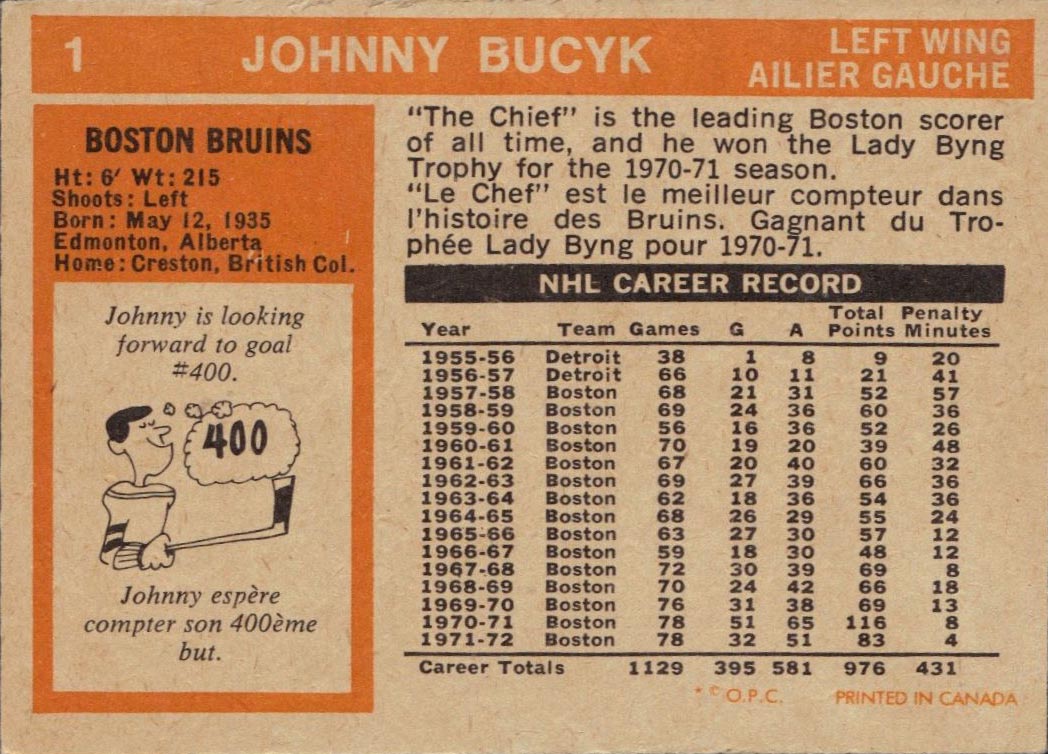 1 JOHNNY BUCYK LEFT WING
AILIER GAUCHE
BOSTON BRUINS
Ht: 6' Wt: 215
Shoots: Left
Born: May 12, 1935
Edmonton, Alberta
Home: Creston, British Col.
Johnny is looking
forward to goal
#400.
400
Johnny espère
compter son 400ème
but.
"The Chief" is the leading Boston scorer
of all time, and he won the Lady Byng
Trophy for the 1970-71 season.
"Le Chef" est le meilleur compteur dans
l'histoire des Bruins. Gagnant du Tro-
phée Lady Byng pour 1970-71.
NHL CAREER RECORD
Total Penalty
Year Team Games G A Points Minutes
1955-56 Detroit 38 1 8 9 20
1956-57 Detroit 66 10 11 21 41
1957-58 Boston 68 21 31 52 57
1958-59 Boston 69 24 36 60 36
1959-60 Boston 56 16 36 52 26
1960-61 Boston 70 19 20 39 48
1961-62 Boston 67 20 40 60 32
1962-63 Boston 69 27 39 66 36
1963-64 Boston 62 18 36 54 36
1964-65 Boston 68 26 29 55 24
1965-66 Boston 63 27 30 57 12
1966-67 Boston 59 18 30 48 12
1967-68 Boston 72 30 39 69 8
1968-69 Boston 70 24 42 66 18
1969-70 Boston 76 31 38 69 13
1970-71 Boston 78 51 65 116 8
1971-72 Boston 78 32 51 83 4
Career Totals 1129 395 581 976 431
* © O.P.C. PRINTED IN CANADA